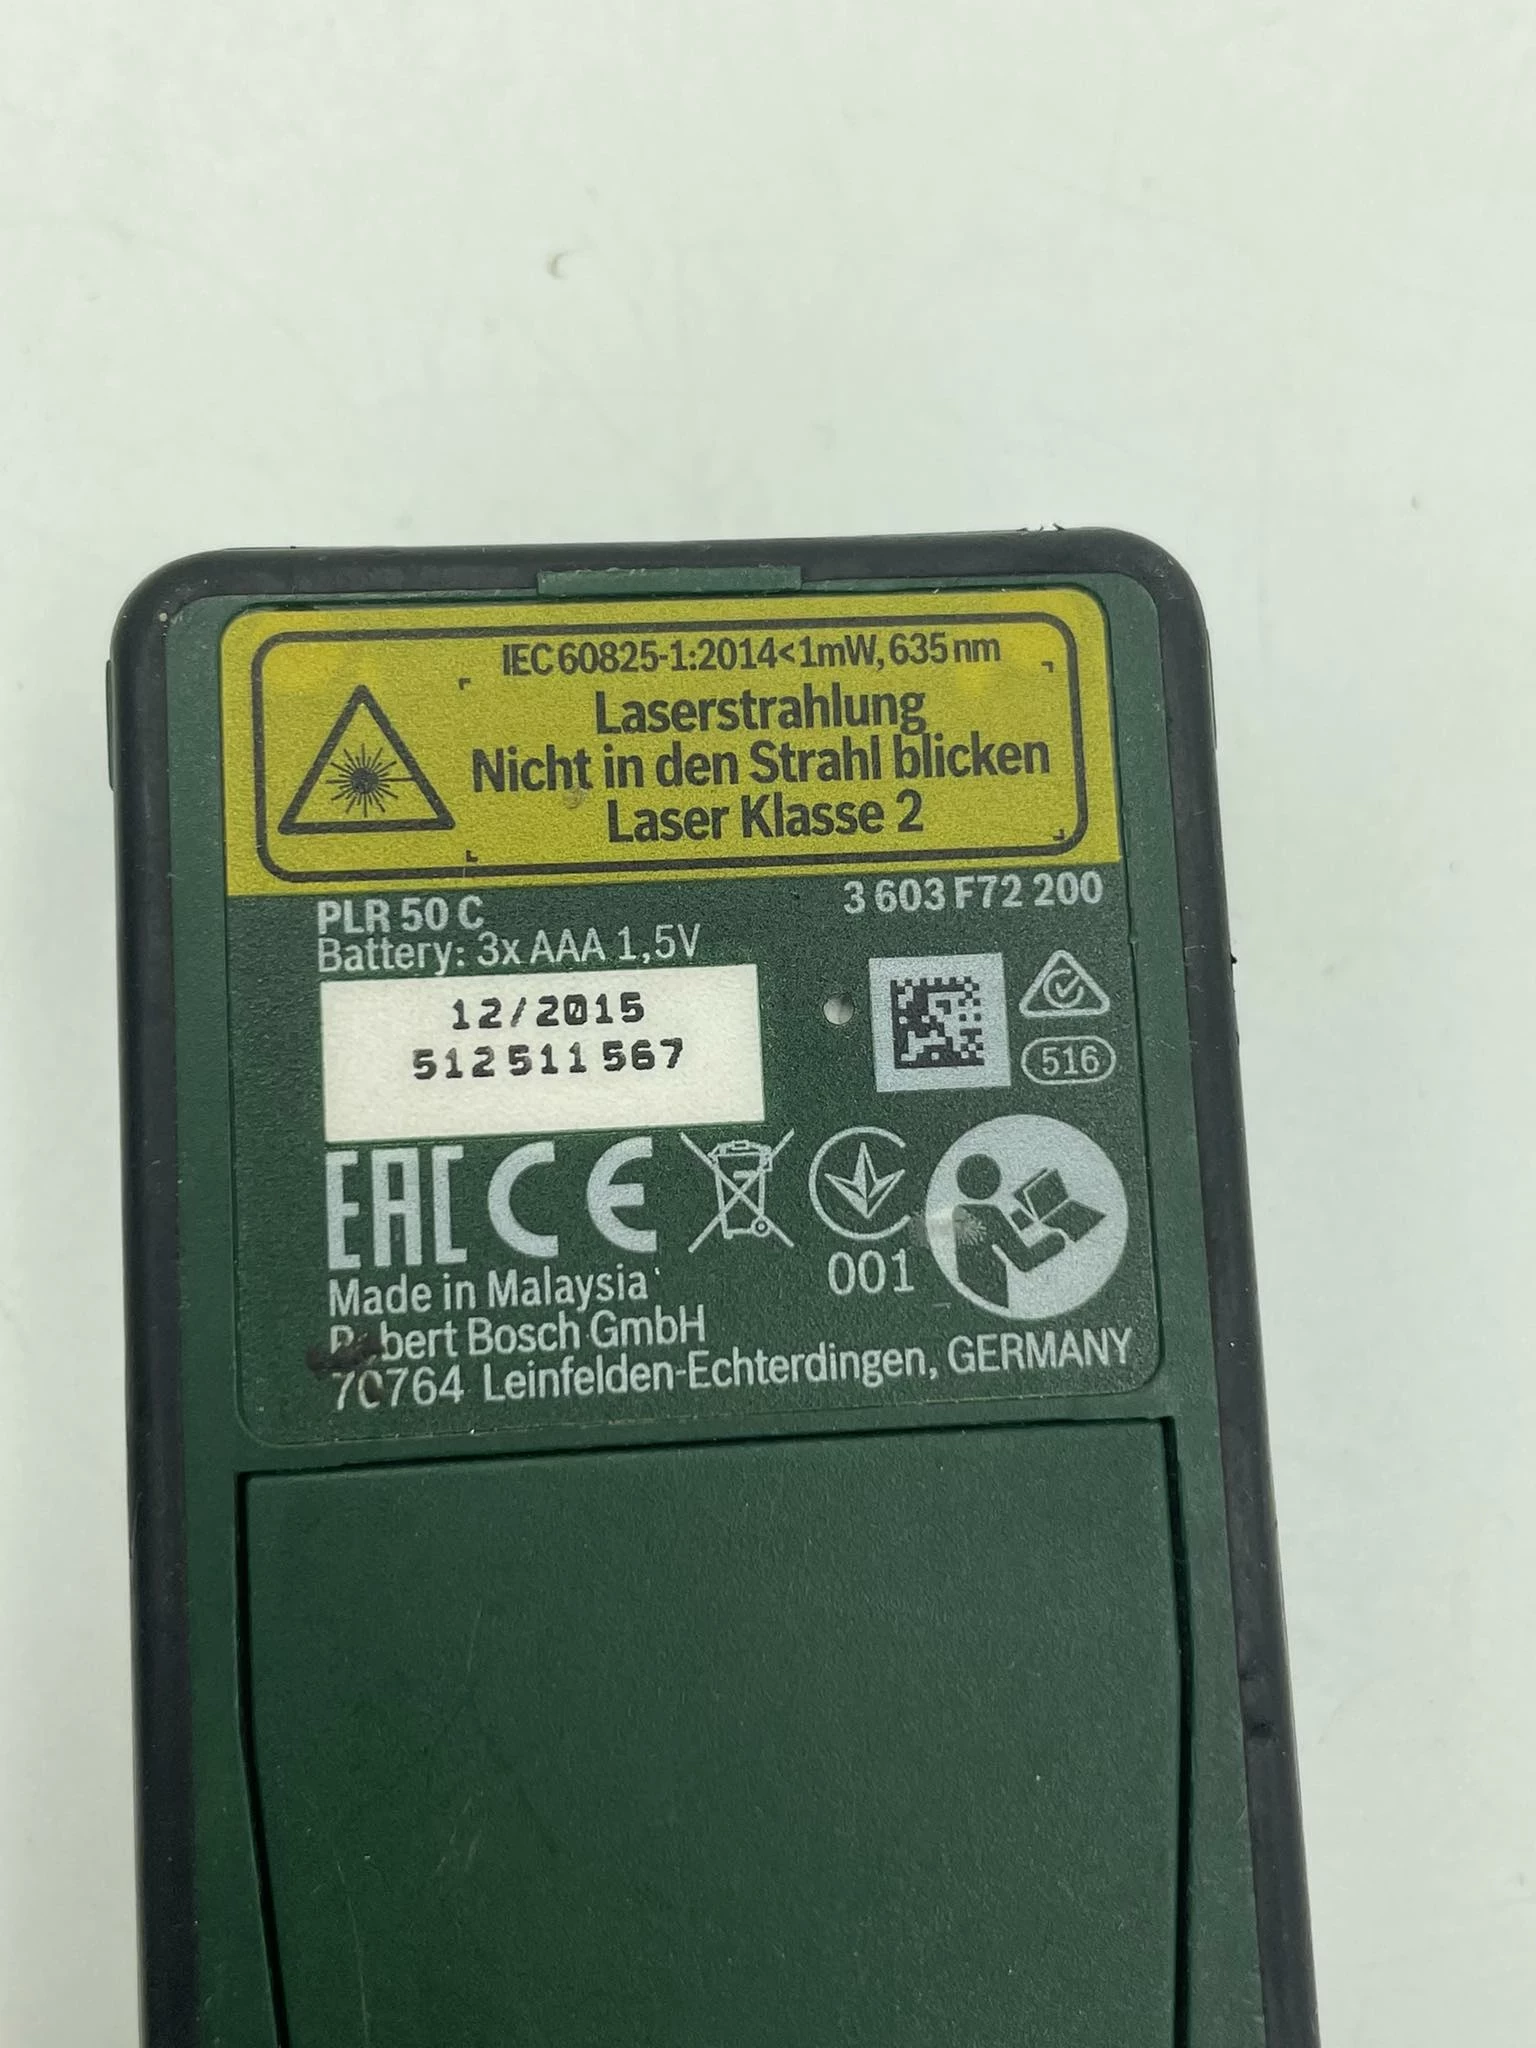 IEC 60825-1:2014<1mW, 635 nm
Laserstrahlung
Nicht in den Strahl blicken
Laser Klasse 2
PLR 50 C
3 603 F72 200
Battery: 3x AAA 1,5V
12/2015
512511567
516
EAC CE
001
Made in Malaysia
Robert Bosch GmbH
70764 Leinfelden-Echterdingen, GERMANY